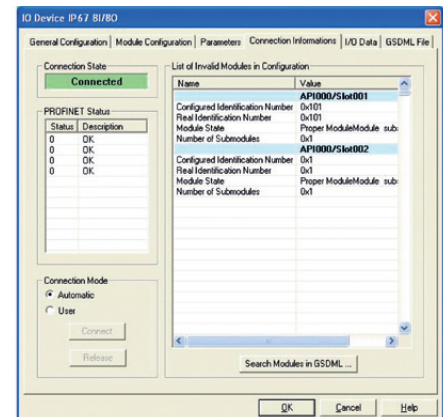 IO Device IP67 8I/8O
General Configuration | Module Configuration | Parameters | Connection Informations | I/O Data | GSDML File
Connection State
Connected
PROFINET Status
Status Description
0 OK
0 OK
0 OK
0 OK
Connection Mode
Automatic
User
Connect
Release
List of Invalid Modules in Configuration
Name Value
API000/Slot001
Configured Identification Number 0x101
Real Identification Number 0x101
Module State Proper ModuleModule subs
Number of Submodules 0x1
API000/Slot002
Configured Identification Number 0x1
Real Identification Number 0x1
Module State Proper ModuleModule subs
Number of Submodules 0x1
Search Modules in GSDML ...
OK Cancel Help